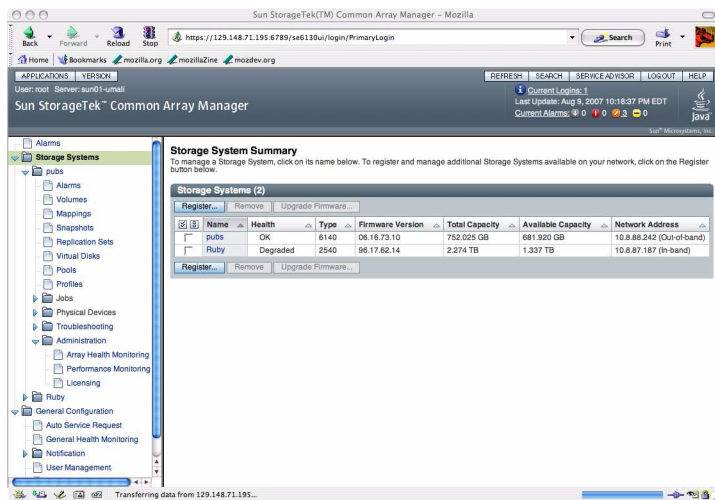 Sun StorageTek(TM) Common Array Manager - Mozilla
Back Forward Reload Stop
https://129.148.71.195:6789/se6130ui/login/PrimaryLogin
Search Print
Home Bookmarks mozilla.org mozillaZine mozdev.org
APPLICATIONS VERSION
REFRESH SEARCH SERVICE ADVISOR LOG OUT HELP
User: root Server: sun01-umall
Current Logins: 1
Sun StorageTek™ Common Array Manager
Last Update: Aug 9, 2007 10:18:37 PM EDT
Current Alarms: 0 0 3 0
Java
Sun™ Microsystems, Inc.
Alarms
Storage Systems
pubs
Alarms
Volumes
Mappings
Snapshots
Replication Sets
Virtual Disks
Pools
Profiles
Jobs
Physical Devices
Troubleshooting
Administration
Array Health Monitoring
Performance Monitoring
Licensing
Ruby
General Configuration
Auto Service Request
General Health Monitoring
Notification
User Management
Storage System Summary
To manage a Storage System, click on its name below. To register and manage additional Storage Systems available on your network, click on the Register
button below.
Storage Systems (2)
Register... Remove Upgrade Firmware...
Name Health Type Firmware Version Total Capacity Available Capacity Network Address
pubs OK 6140 06.16.73.10 752.025 GB 681.920 GB 10.8.88.242 (Out-of-band)
Ruby Degraded 2540 96.17.62.14 2.274 TB 1.337 TB 10.8.87.187 (In-band)
Register... Remove Upgrade Firmware...
Transferring data from 129.148.71.195...